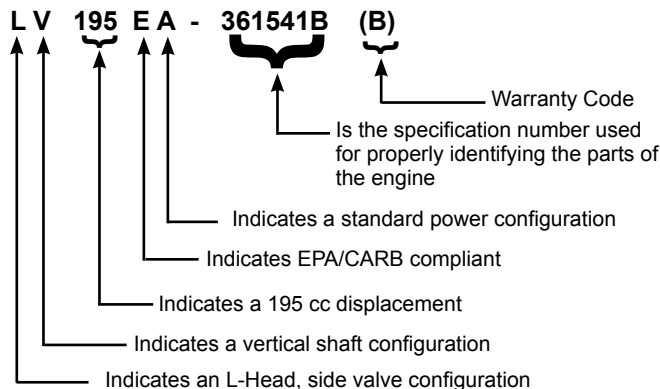 L V 195 E A - 361541B (B)
Warranty Code
Is the specification number used
for properly identifying the parts of
the engine
Indicates a standard power configuration
Indicates EPA/CARB compliant
Indicates a 195 cc displacement
Indicates a vertical shaft configuration
Indicates an L-Head, side valve configuration